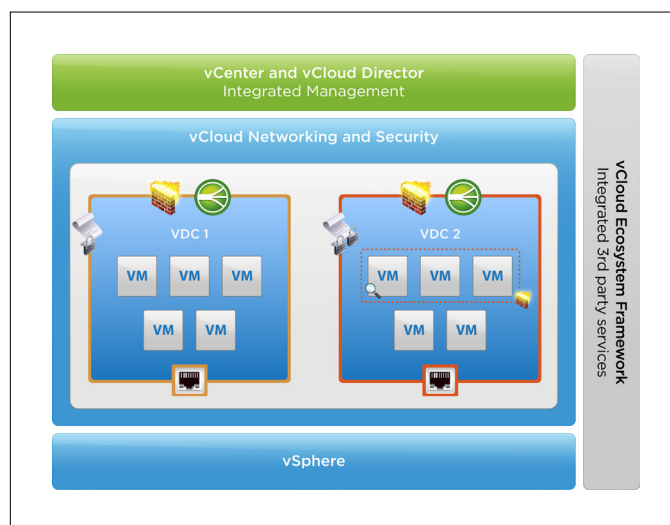 vCenter and vCloud Director
Integrated Management
vCloud Networking and Security
VDC 1
VM VM VM
VM VM
VDC 2
VM VM VM
VM VM
vSphere
vCloud Ecosystem Framework
Integrated 3rd party services